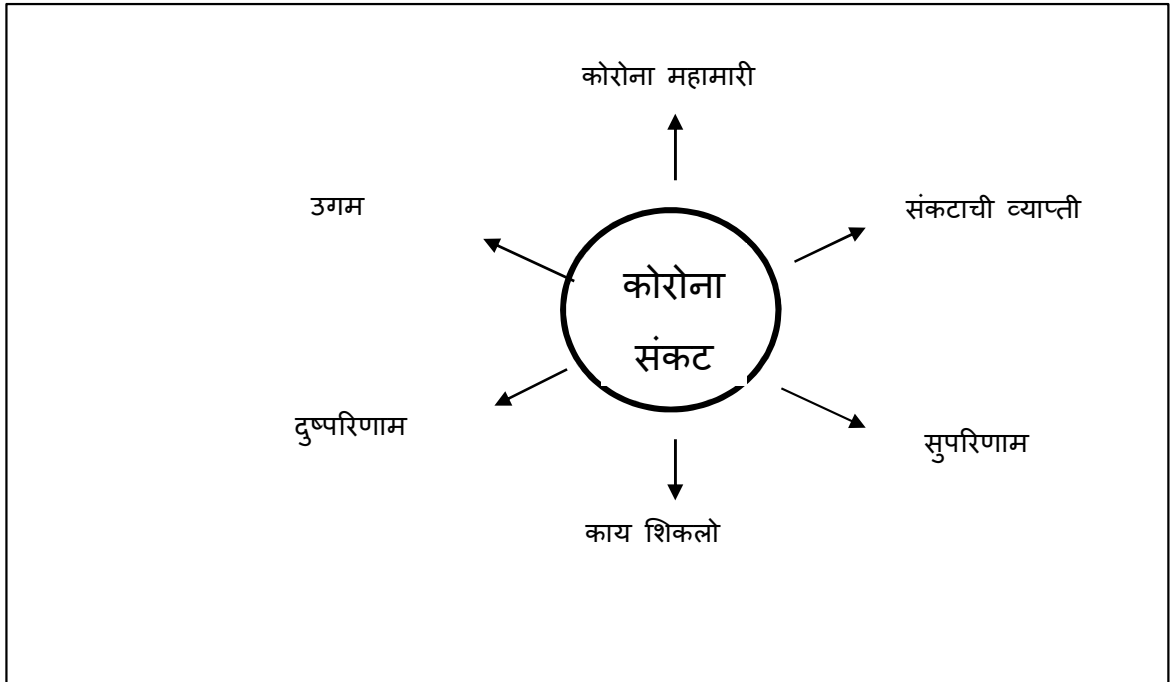 कोरोना महामारी
उगम
संकटाची व्याप्ती
कोरोना
संकट
दुष्परिणाम
सुपरिणाम
काय शिकलो